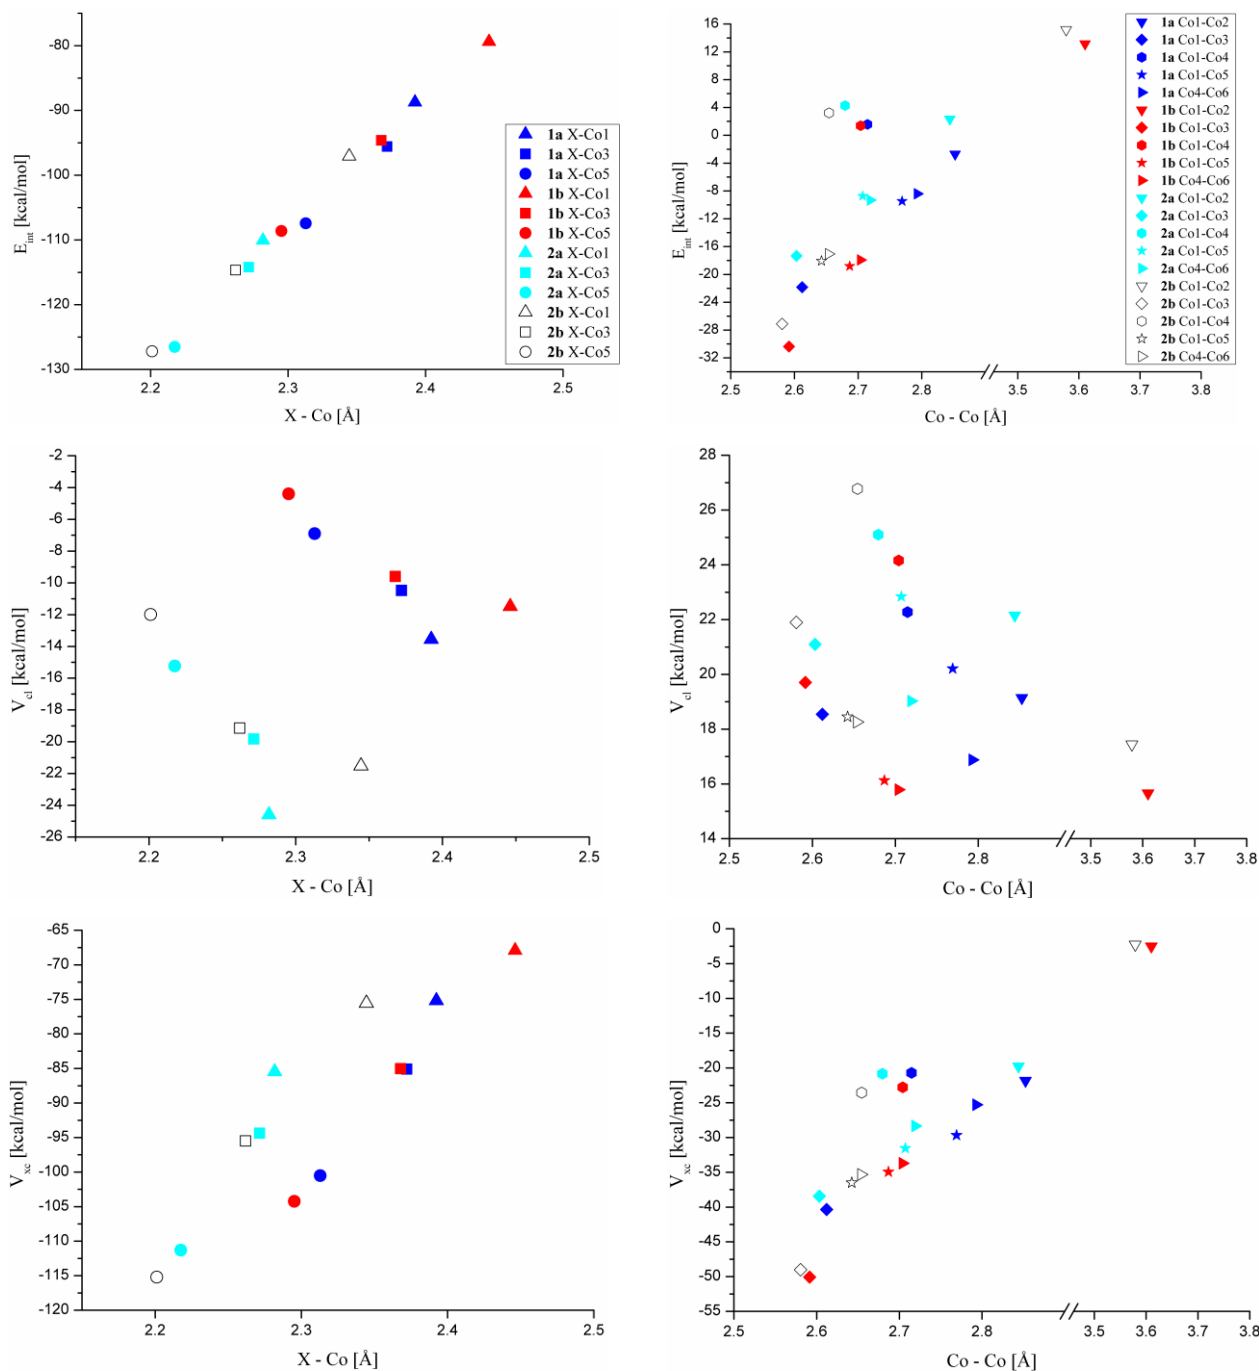 E_int [kcal/mol]
-80
-90
-100
-110
-120
-130
2.2
2.3
2.4
2.5
X - Co [Å]
1a X-Co1
1a X-Co3
1a X-Co5
1b X-Co1
1b X-Co3
1b X-Co5
2a X-Co1
2a X-Co3
2a X-Co5
2b X-Co1
2b X-Co3
2b X-Co5
E_int [kcal/mol]
16
12
8
4
0
-4
-8
-12
-16
-20
-24
-28
-32
2.5
2.6
2.7
2.8
3.5
3.6
3.7
3.8
Co - Co [Å]
1a Co1-Co2
1a Co1-Co3
1a Co1-Co4
1a Co1-Co5
1a Co4-Co6
1b Co1-Co2
1b Co1-Co3
1b Co1-Co4
1b Co1-Co5
1b Co4-Co6
2a Co1-Co2
2a Co1-Co3
2a Co1-Co4
2a Co1-Co5
2a Co4-Co6
2b Co1-Co2
2b Co1-Co3
2b Co1-Co4
2b Co1-Co5
2b Co4-Co6
V_cl [kcal/mol]
-2
-4
-6
-8
-10
-12
-14
-16
-18
-20
-22
-24
-26
2.2
2.3
2.4
2.5
X - Co [Å]
V_cl [kcal/mol]
28
26
24
22
20
18
16
14
2.5
2.6
2.7
2.8
3.5
3.6
3.7
3.8
Co - Co [Å]
V_xc [kcal/mol]
-65
-70
-75
-80
-85
-90
-95
-100
-105
-110
-115
-120
2.2
2.3
2.4
2.5
X - Co [Å]
V_xc [kcal/mol]
0
-5
-10
-15
-20
-25
-30
-35
-40
-45
-50
-55
2.5
2.6
2.7
2.8
3.5
3.6
3.7
3.8
Co - Co [Å]